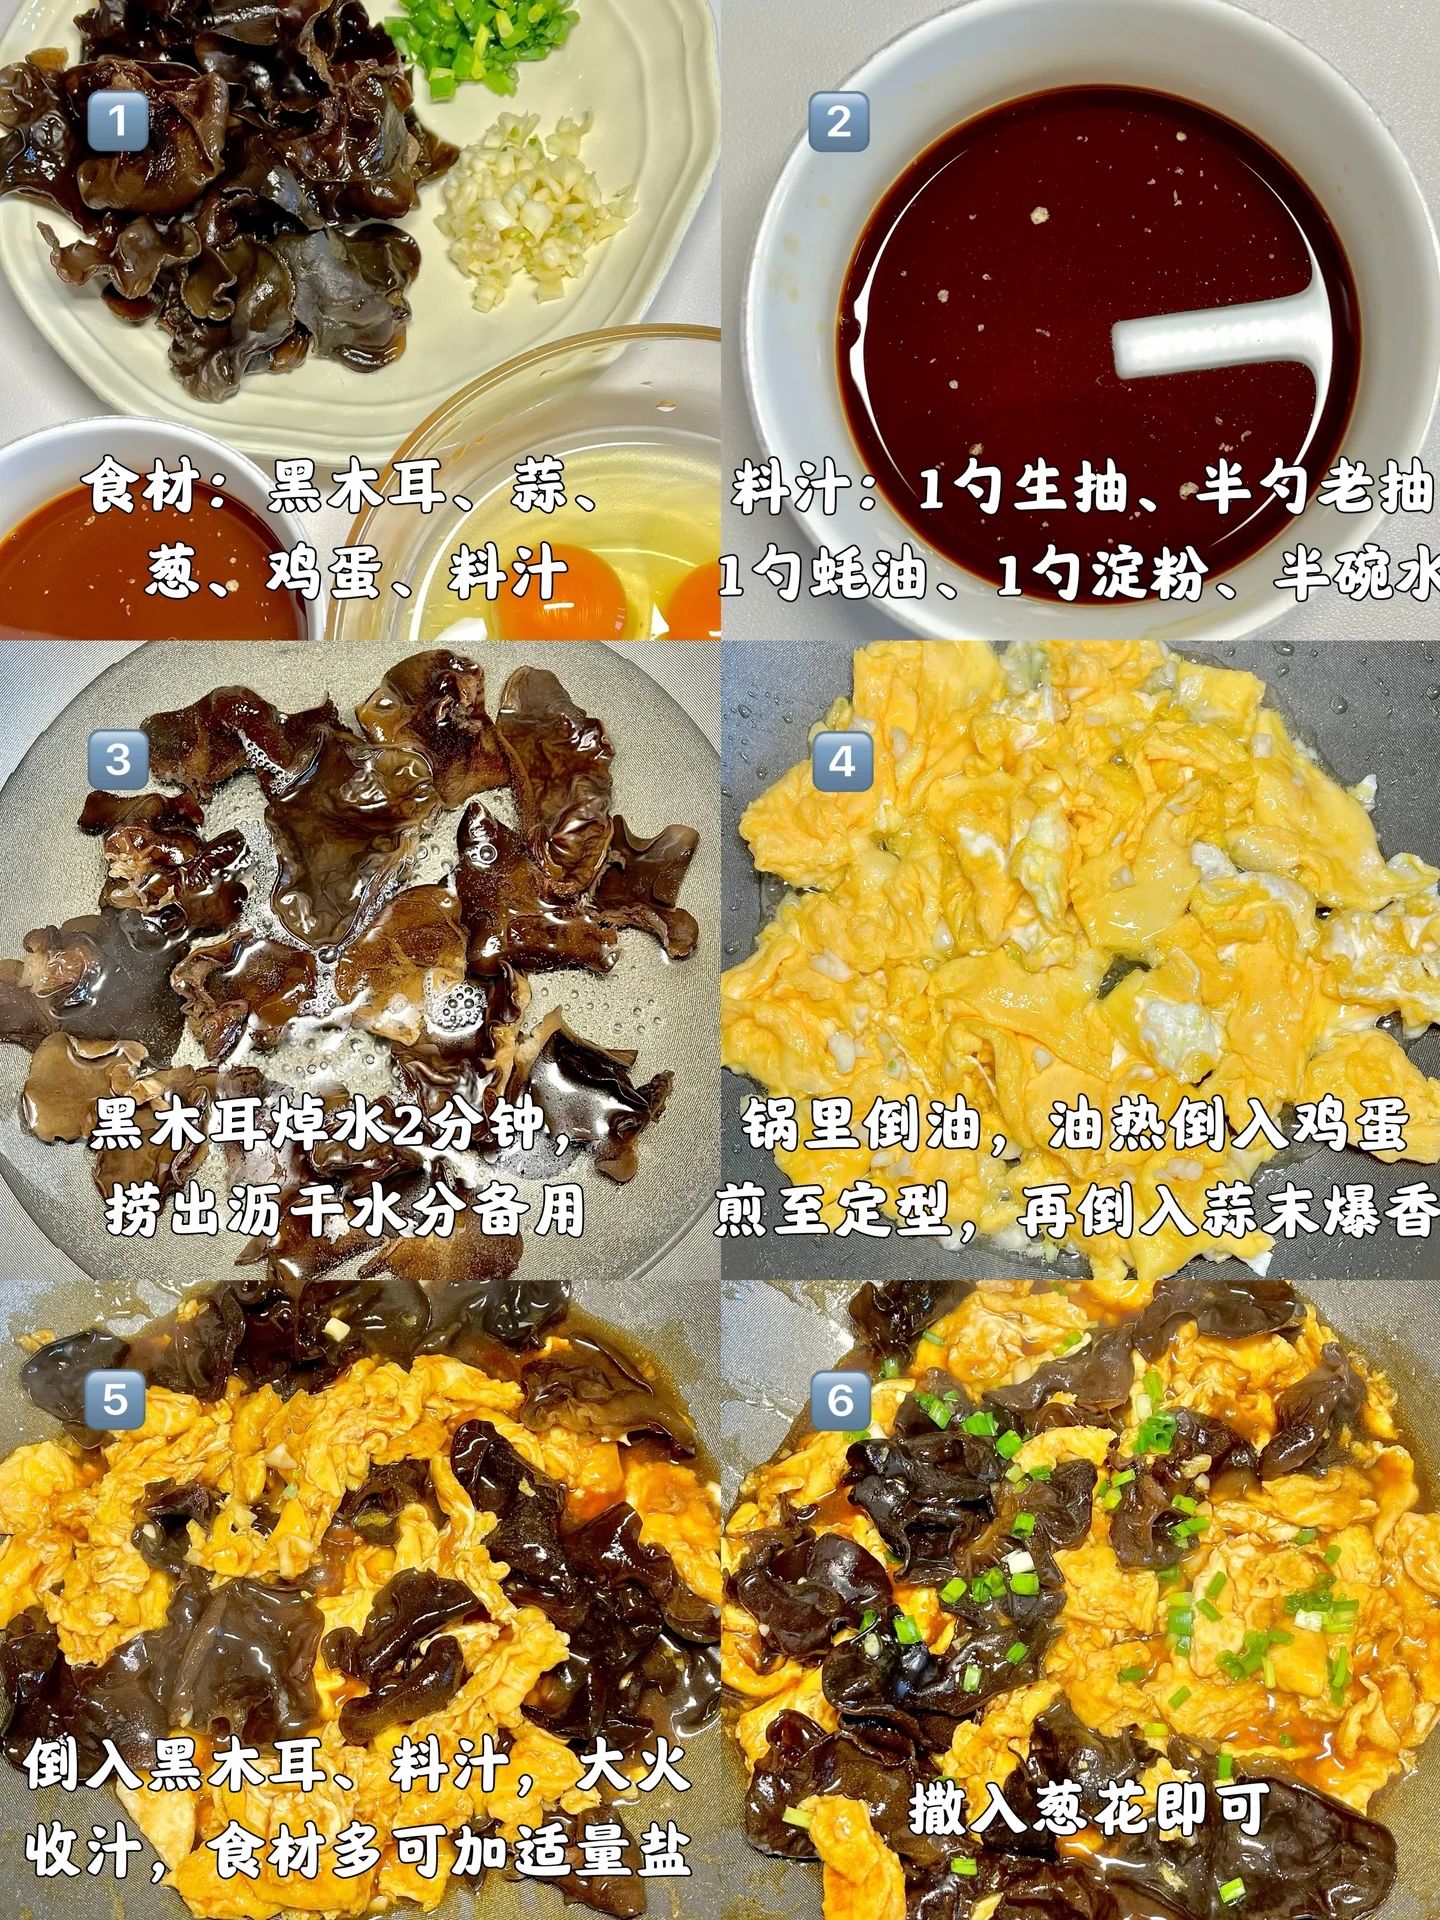 1
食材：黑木耳、蒜、
葱、鸡蛋、料汁
2
料汁：1勺生抽、半勺老抽
1勺蚝油、1勺淀粉、半碗水
3
黑木耳焯水2分钟，
捞出沥干水分备用
4
锅里倒油，油热倒入鸡蛋
煎至定型，再倒入蒜末爆香
5
倒入黑木耳、料汁，大火
收汁，食材多可加适量盐
6
撒入葱花即可